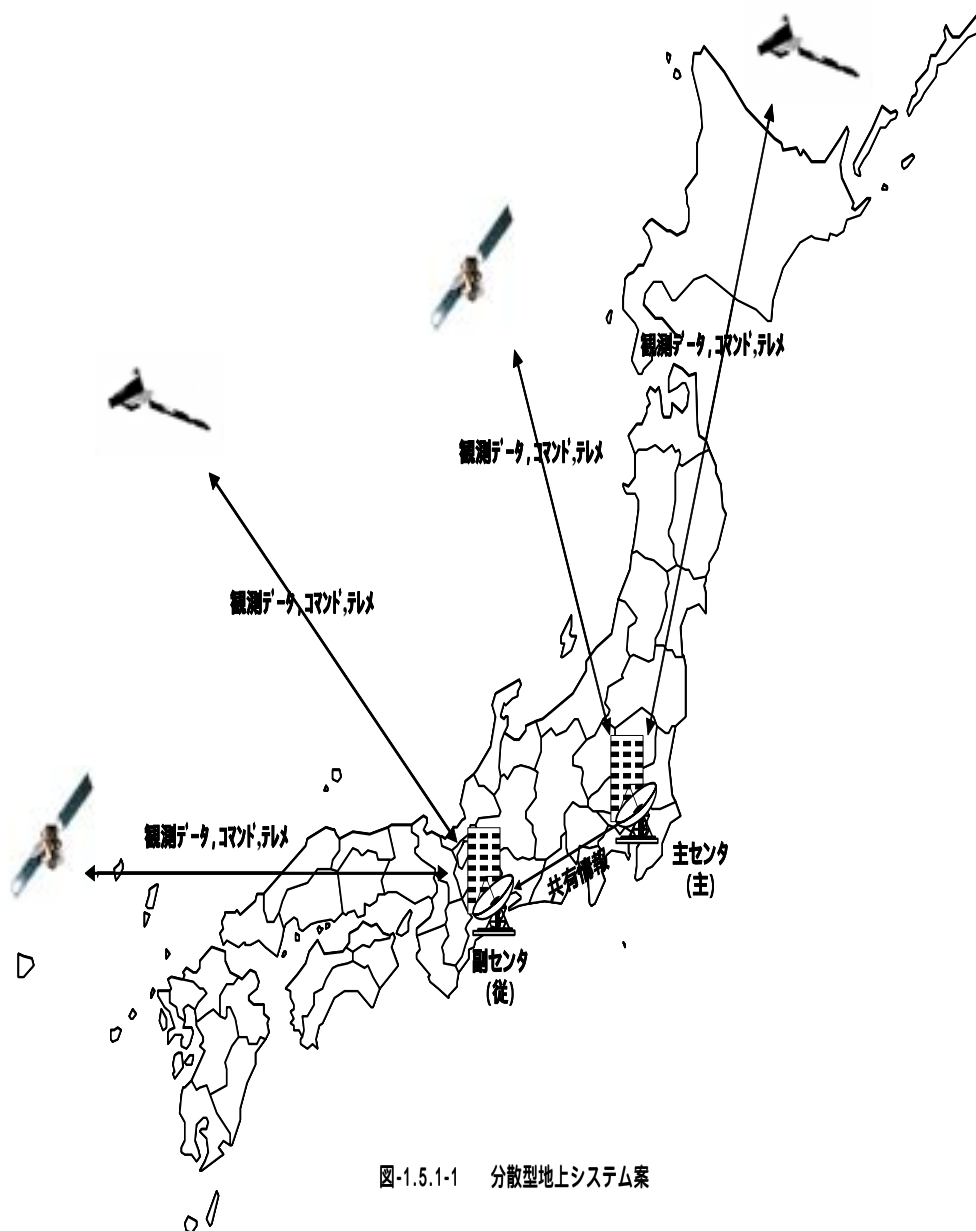 観測データ,コマンド,テレメ
観測データ,コマンド,テレメ
観測データ,コマンド,テレメ
観測データ,コマンド,テレメ
共有情報
主センタ
(主)
副センタ
(従)
図-1.5.1-1 分散型地上システム案